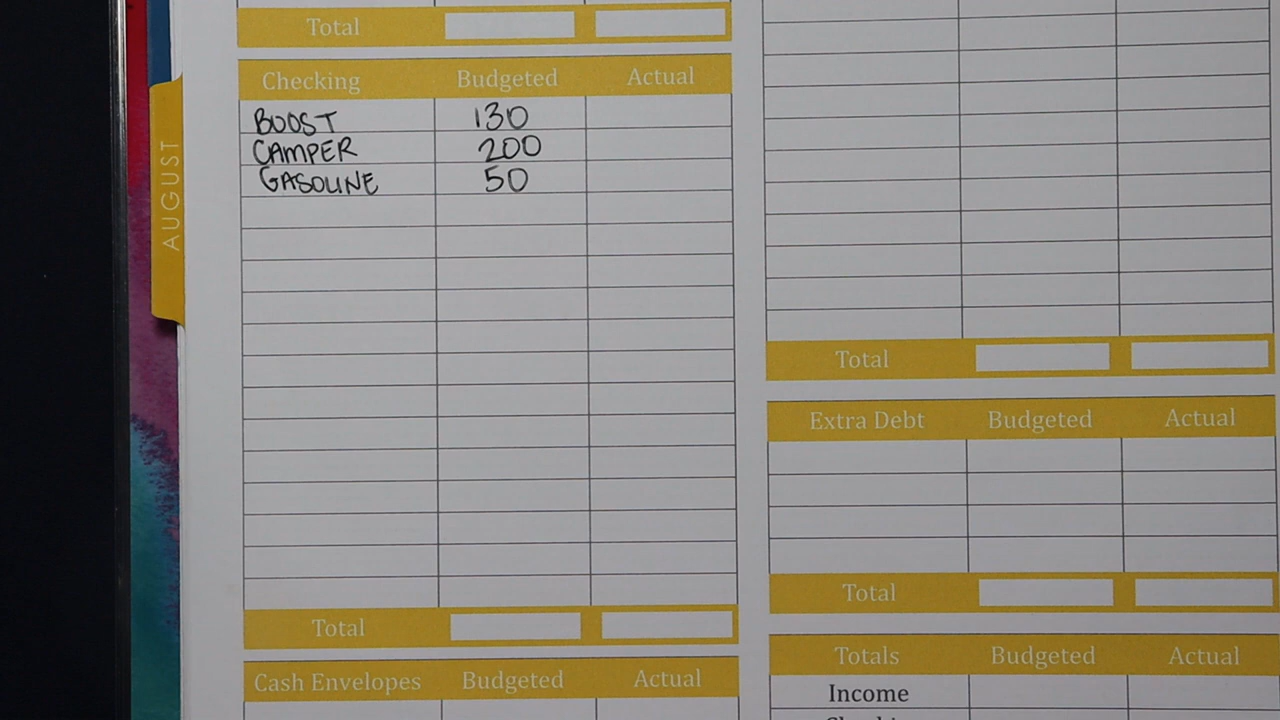 Total
Checking Budgeted Actual
BOOST 130
CAMPER 200
GASOLINE 50
Total
Cash Envelopes Budgeted Actual
AUGUST
Total
Extra Debt Budgeted Actual
Total
Totals Budgeted Actual
Income